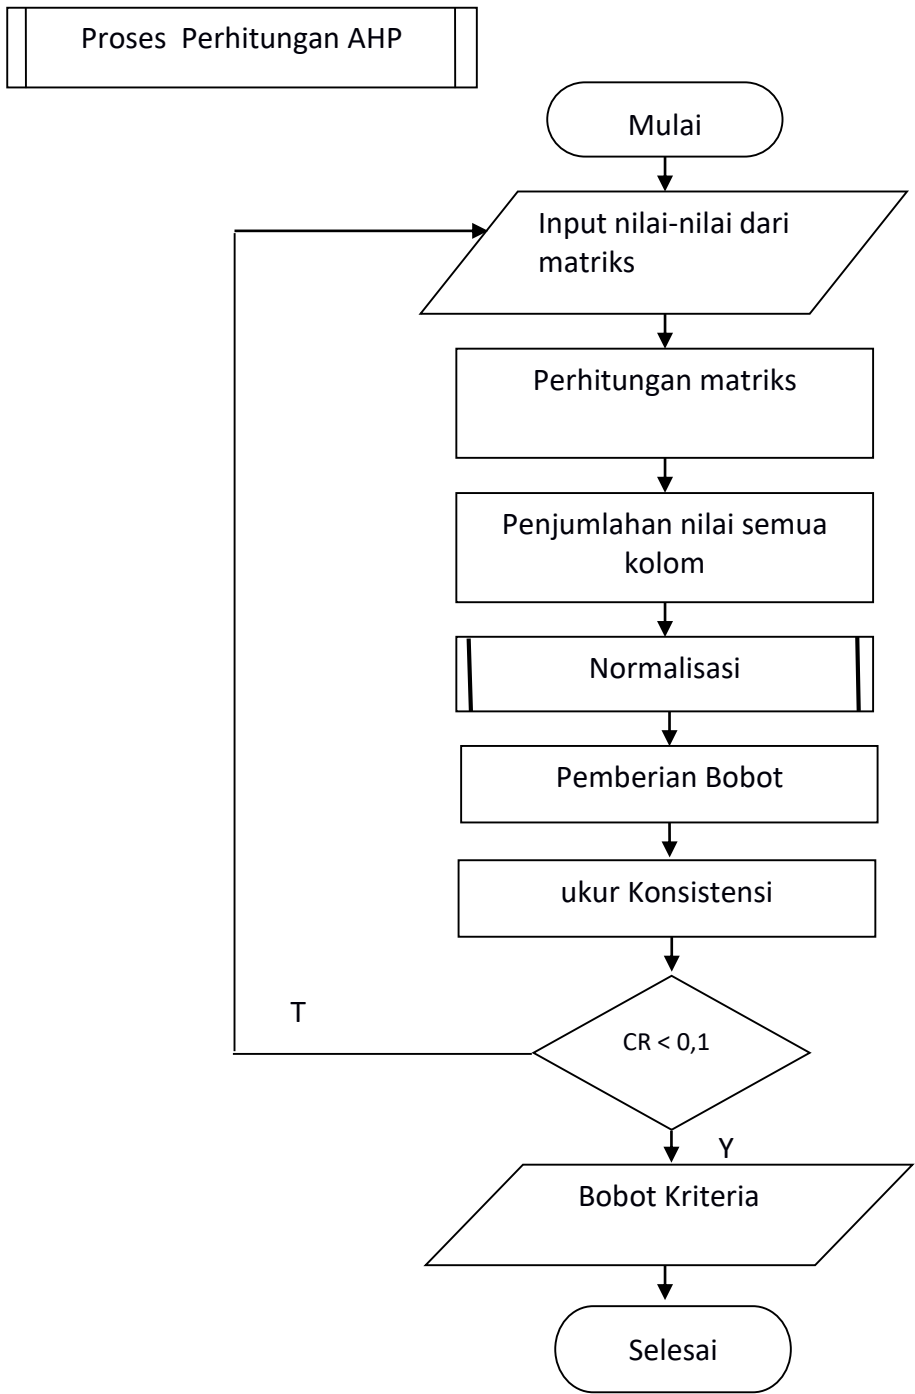 Proses  Perhitungan AHP
Mulai
Input nilai-nilai dari
matriks
Perhitungan matriks
Penjumlahan nilai semua
kolom
Normalisasi
Pemberian Bobot
ukur Konsistensi
T
CR < 0,1
Y
Bobot Kriteria
Selesai